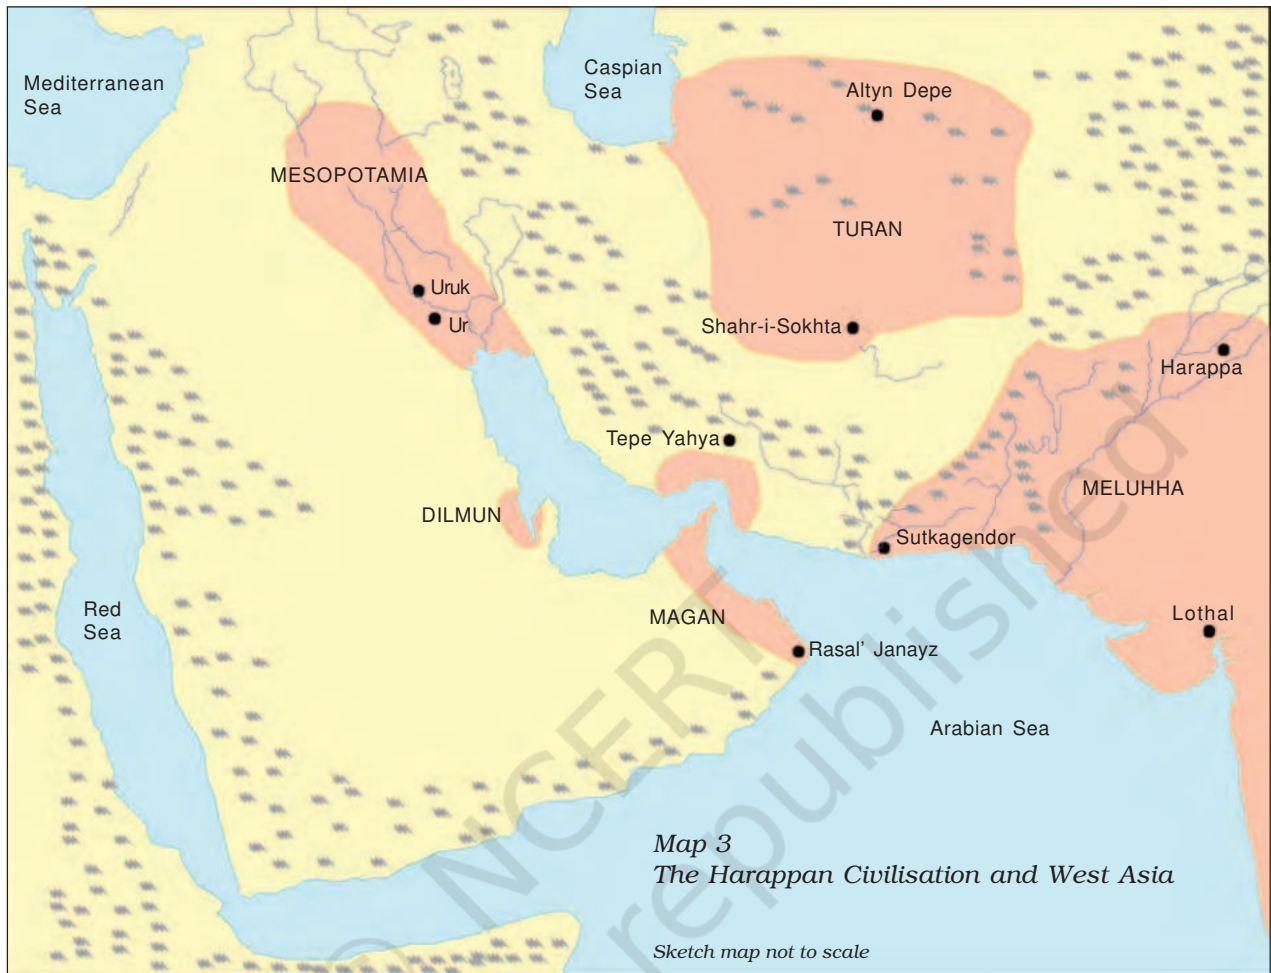 Mediterranean
Sea
Caspian
Sea
Altyn Depe
MESOPOTAMIA
TURAN
Uruk
Ur
Shahr-i-Sokhta
Harappa
Tepe Yahya
MELUHHA
DILMUN
Sutkagendor
Red
Sea
MAGAN
Lothal
Rasal' Janayz
Arabian Sea
Map 3
The Harappan Civilisation and West Asia
Sketch map not to scale
© NCERT
republished